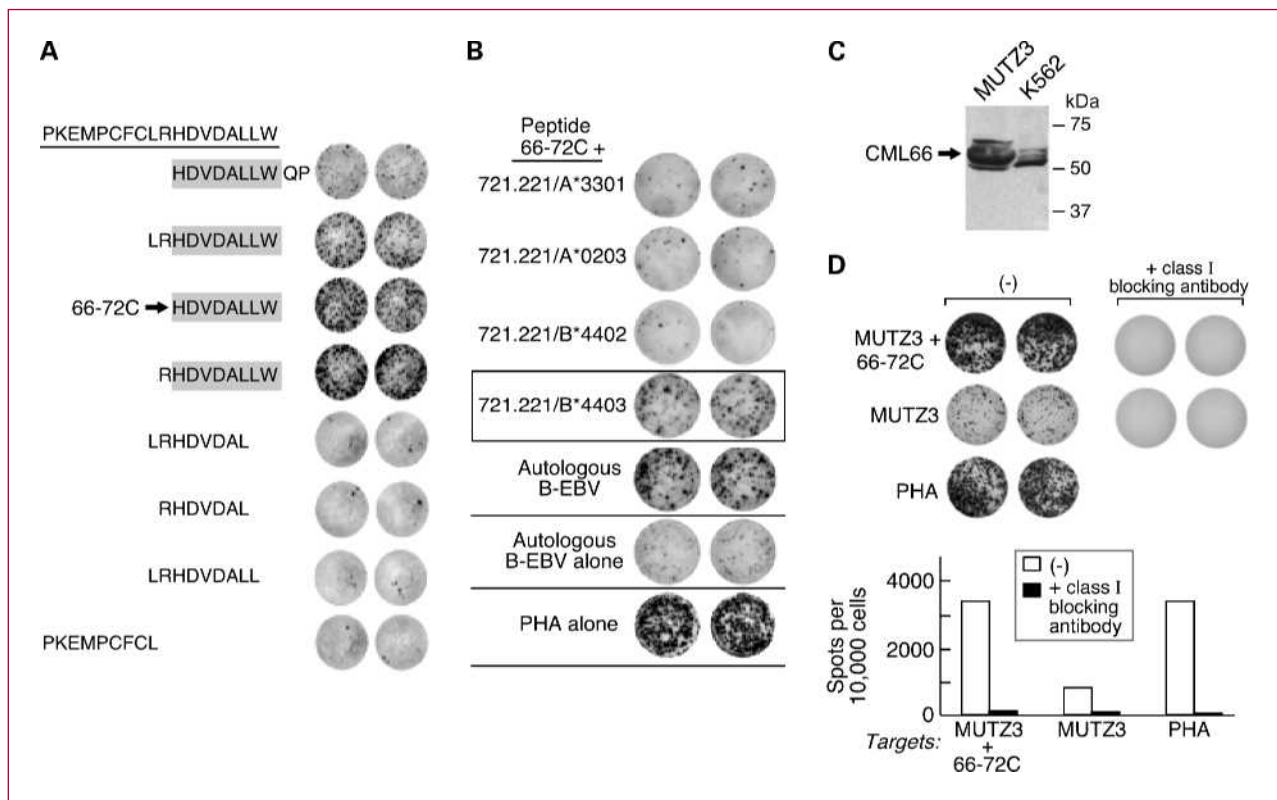 A
PKEMPCFCLRHDVDALLW
HDVDALLWQP
LRHDVDALLW
66-72C HDVDALLW
RHDVDALLW
LRHDVDAL
RHDVDAL
LRHDVDALL
PKEMPCFCL
B
Peptide
66-72C +
721.221/A*3301
721.221/A*0203
721.221/B*4402
721.221/B*4403
Autologous
B-EBV
Autologous
B-EBV alone
PHA alone
C
MUTZ3 K562
kDa
75
CML66
50
37
D
(-)
+ class I
blocking antibody
MUTZ3 +
66-72C
MUTZ3
PHA
(-)
+ class I
blocking
antibody
Spots per
10,000 cells
4000
2000
0
Targets: MUTZ3 MUTZ3 PHA
+
66-72C